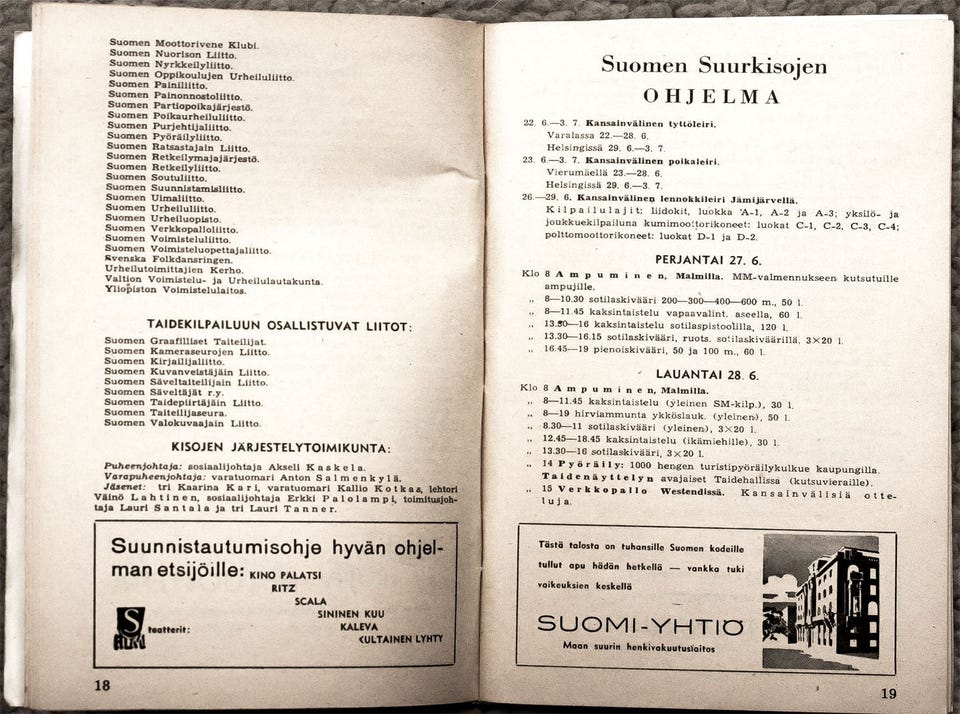 Suomen Moottorivene Klubi.
Suomen Nuorison Liitto.
Suomen Nyrkkeilyliitto.
Suomen Oppikoulujen Urheiluliitto.
Suomen Painiliitto.
Suomen Painonnostoliitto.
Suomen Partiopoikajärjestö.
Suomen Poikaurheiluliitto.
Suomen Purjehtijaliitto.
Suomen Pyöräilyliitto.
Suomen Ratsastajain Liitto.
Suomen Retkeilymajajärjestö.
Suomen Retkeilyliitto.
Suomen Soutuliitto.
Suomen Suunnistamisliitto.
Suomen Uimaliitto.
Suomen Urheiluliitto.
Suomen Urheiluopisto.
Suomen Verkkopalloliitto.
Suomen Voimisteluliitto.
Suomen Voimisteluopettajaliitto.
Svenska Folkdansringen.
Urheilutoimittajien Kerho.
Valtion Voimistelu- ja Urheilulautakunta.
Yliopiston Voimistelulaitos.
TAIDEKILPAILUUN OSALLISTUVAT LIITOT:
Suomen Graafilliset Taiteilijat.
Suomen Kameraseurojen Liitto.
Suomen Kirjailijaliitto.
Suomen Kuvanveistäjäin Liitto.
Suomen Säveltaiteilijain Liitto.
Suomen Säveltäjät r.y.
Suomen Taidepiirtäjäin Liitto.
Suomen Taiteilijaseura.
Suomen Valokuvaajain Liitto.
KISOJEN JÄRJESTELYTOIMIKUNTA:
Puheenjohtaja: sosiaalijohtaja Akseli Kaskela.
Varapuheenjohtaja: varatuomari Anton Salmenkylä.
Jäsenet: tri Kaarina Kari, varatuomari Kallio Kotkas, lehtori
Väinö Lahtinen, sosiaalijohtaja Erkki Palolampi, toimitusjoh-
taja Lauri Santala ja tri Lauri Tanner.
Suunnistautumisohje hyvän ohjel-
man etsijöille: KINO PALATSI
RITZ
SCALA
SININEN KUU
KALEVA
KULTAINEN LYHTY
S FILMI teatterit:
18
Suomen Suurkisojen
OHJELMA
22. 6.—3. 7. Kansainvälinen tyttöleiri.
Varalassa 22.—28. 6.
Helsingissä 29. 6.—3. 7.
23. 6.—3. 7. Kansainvälinen poikaleiri.
Vierumäellä 23.—28. 6.
Helsingissä 29. 6.—3. 7.
26.—29. 6. Kansainvälinen lennokkileiri Jämijärvellä.
Kilpailulajit: liidokit, luokka A-1, A-2 ja A-3; yksilö- ja
joukkuekilpailuna kumimoottorikoneet: luokat C-1, C-2, C-3, C-4;
polttomoottorikoneet: luokat D-1 ja D-2.
PERJANTAI 27. 6.
Klo 8 Ampuminen, Malmilla. MM-valmennukseen kutsutuille
ampujille.
„ 8—10.30 sotilaskivääri 200—300—400—600 m., 50 l.
„ 8—11.45 kaksintaistelu vapaavalint. aseella, 60 l.
„ 13.30—16 kaksintaistelu sotilaspistoolilla, 120 l.
„ 13.30—16.15 sotilaskivääri, ruots. sotilaskiväärillä, 3×20 l.
„ 16.45—19 pienoiskivääri, 50 ja 100 m., 60 l.
LAUANTAI 28. 6.
Klo 8 Ampuminen, Malmilla.
„ 8—11.45 kaksintaistelu (yleinen SM-kilp.), 30 l.
„ 8—19 hirviammunta ykköslauk. (yleinen), 50 l.
„ 8.30—11 sotilaskivääri (yleinen), 3×20 l.
„ 12.45—18.45 kaksintaistelu (ikämiehille), 30 l.
„ 13.30—16 sotilaskivääri, 3×20 l.
„ 14 Pyöräily: 1000 hengen turistipyöräilykulkue kaupungilla.
Taidenäyttelyn avajaiset Taidehallissa (kutsuvieraille).
„ 15 Verkkopallo Westendissä. Kansainvälisiä otte-
luja.
Tästä talosta on tuhansille Suomen kodeille
tullut apu hädän hetkellä — vankka tuki
vaikeuksien keskellä
SUOMI-YHTIÖ
Maan suurin henkivakuutuslaitos
19